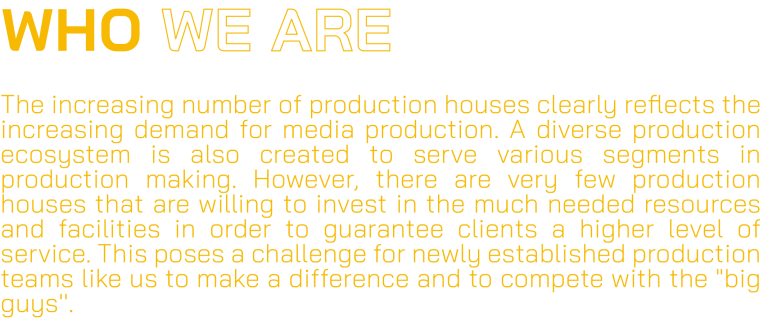 WHO WE ARE
The increasing number of production houses clearly reflects the
increasing demand for media production. A diverse production
ecosystem is also created to serve various segments in
production making. However, there are very few production
houses that are willing to invest in the much needed resources
and facilities in order to guarantee clients a higher level of
service. This poses a challenge for newly established production
teams like us to make a difference and to compete with the "big
guys".